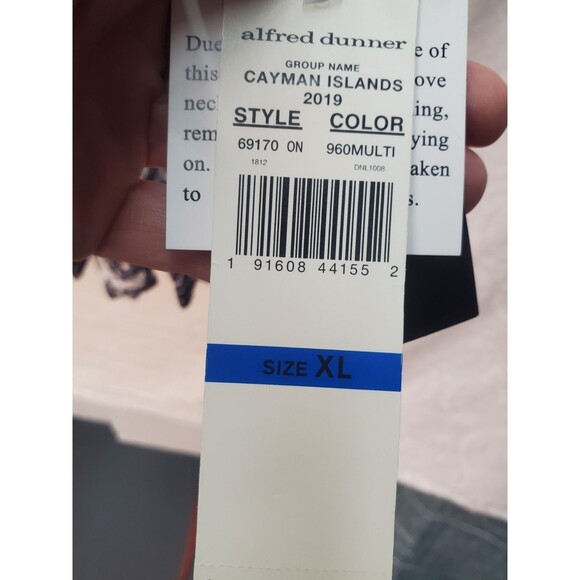 alfred dunner
GROUP NAME
CAYMAN ISLANDS
2019
STYLE COLOR
69170 ON 960MULTI
1812 DNL1008
1 91608 44155 2
SIZE XL
Due e of
this ove
nec ing,
rem ying
on. aken
to s.